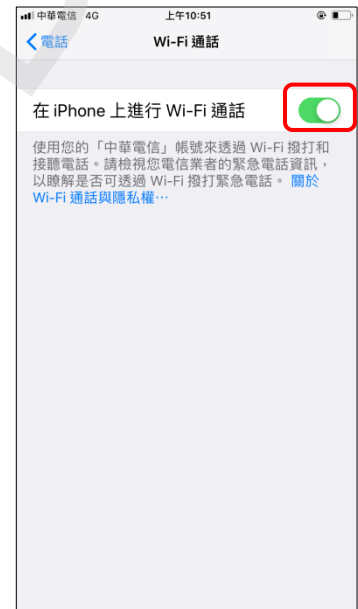 中華電信 4G 上午10:51
電話 Wi-Fi 通話
在 iPhone 上進行 Wi-Fi 通話
使用您的「中華電信」帳號來透過 Wi-Fi 撥打和
接聽電話。請檢視您電信業者的緊急電話資訊，
以瞭解是否可透過 Wi-Fi 撥打緊急電話。關於
Wi-Fi 通話與隱私權⋯